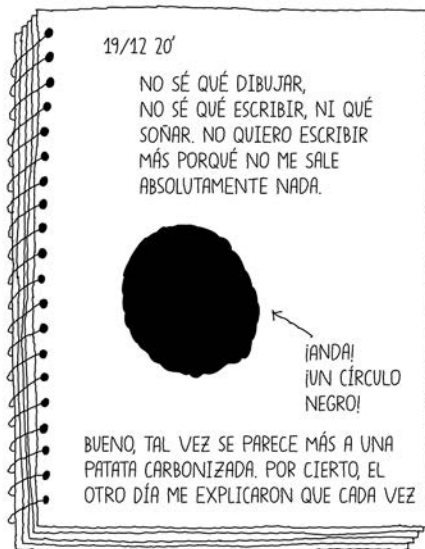 19/12 20'
NO SÉ QUÉ DIBUJAR,
NO SÉ QUÉ ESCRIBIR, NI QUÉ
SOÑAR. NO QUIERO ESCRIBIR
MÁS PORQUÉ NO ME SALE
ABSOLUTAMENTE NADA.
¡ANDA!
¡UN CÍRCULO
NEGRO!
BUENO, TAL VEZ SE PARECE MÁS A UNA
PATATA CARBONIZADA. POR CIERTO, EL
OTRO DÍA ME EXPLICARON QUE CADA VEZ